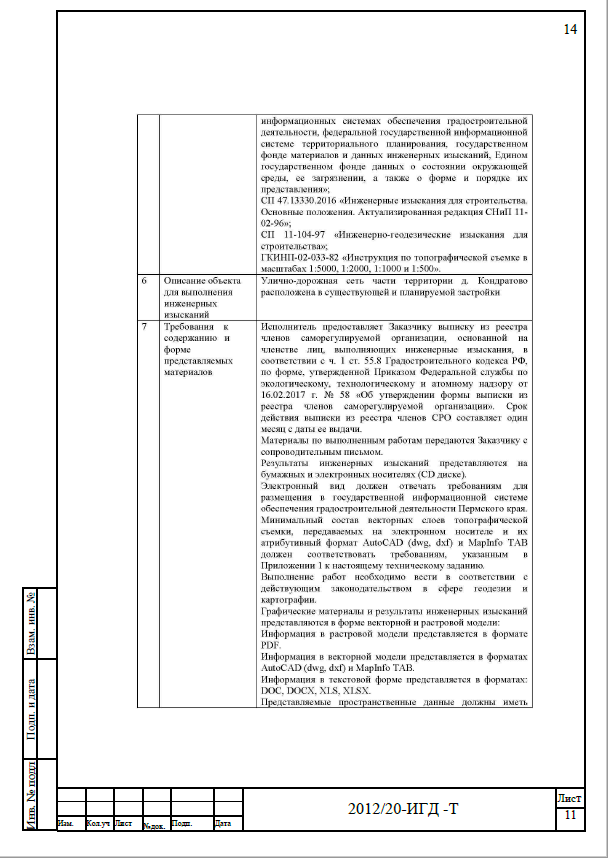 14
информационных системах обеспечения градостроительной
деятельности, федеральной государственной информационной
системе территориального планирования, государственном
фонде материалов и данных инженерных изысканий, Едином
государственном фонде данных о состоянии окружающей
среды, ее загрязнении, а также о форме и порядке их
представления»;
СП 47.13330.2016 «Инженерные изыскания для строительства.
Основные положения. Актуализированная редакция СНиП 11-
02-96»;
СП 11-104-97 «Инженерно-геодезические изыскания для
строительства»;
ГКИНП-02-033-82 «Инструкция по топографической съемке в
масштабах 1:5000, 1:2000, 1:1000 и 1:500».
6 Описание объекта
для выполнения
инженерных
изысканий
Улично-дорожная сеть части территории д. Кондратово
расположена в существующей и планируемой застройки
7 Требования к
содержанию и
форме
представляемых
материалов
Исполнитель предоставляет Заказчику выписку из реестра
членов саморегулируемой организации, основанной на
членстве лиц, выполняющих инженерные изыскания, в
соответствии с ч. 1 ст. 55.8 Градостроительного кодекса РФ,
по форме, утвержденной Приказом Федеральной службы по
экологическому, технологическому и атомному надзору от
16.02.2017 г. № 58 «Об утверждении формы выписки из
реестра членов саморегулируемой организации». Срок
действия выписки из реестра членов СРО составляет один
месяц с даты ее выдачи.
Материалы по выполненным работам передаются Заказчику с
сопроводительным письмом.
Результаты инженерных изысканий представляются на
бумажных и электронных носителях (CD диске).
Электронный вид должен отвечать требованиям для
размещения в государственной информационной системе
обеспечения градостроительной деятельности Пермского края.
Минимальный состав векторных слоев топографической
съемки, передаваемых на электронном носителе и их
атрибутивный формат AutoCAD (dwg, dxf) и MapInfo TAB
должен соответствовать требованиям, указанным в
Приложении 1 к настоящему техническому заданию.
Выполнение работ необходимо вести в соответствии с
действующим законодательством в сфере геодезии и
картографии.
Графические материалы и результаты инженерных изысканий
представляются в форме векторной и растровой модели:
Информация в растровой модели представляется в формате
PDF.
Информация в векторной модели представляется в форматах
AutoCAD (dwg, dxf) и MapInfo TAB.
Информация в текстовой форме представляется в форматах:
DOC, DOCX, XLS, XLSX.
Представляемые пространственные данные должны иметь
Взам. инв. №
Подп. и дата
Инв. № подл
Изм. Кол.уч Лист №док. Подп. Дата
2012/20-ИГД -Т
Лист
11